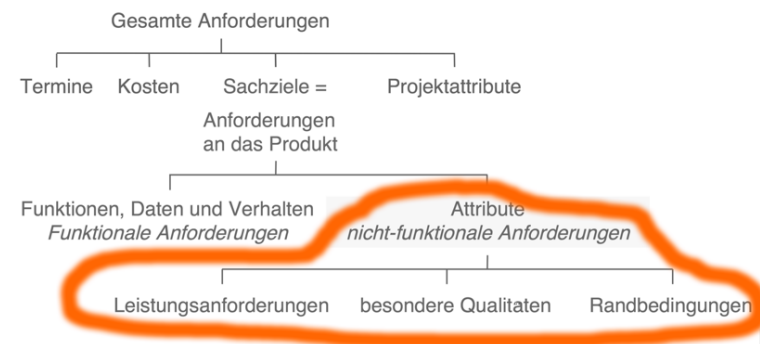 Gesamte Anforderungen
Termine Kosten Sachziele = Projektattribute
Anforderungen
an das Produkt
Funktionen, Daten und Verhalten Attribute
Funktionale Anforderungen nicht-funktionale Anforderungen
Leistungsanforderungen besondere Qualitaten Randbedingungen